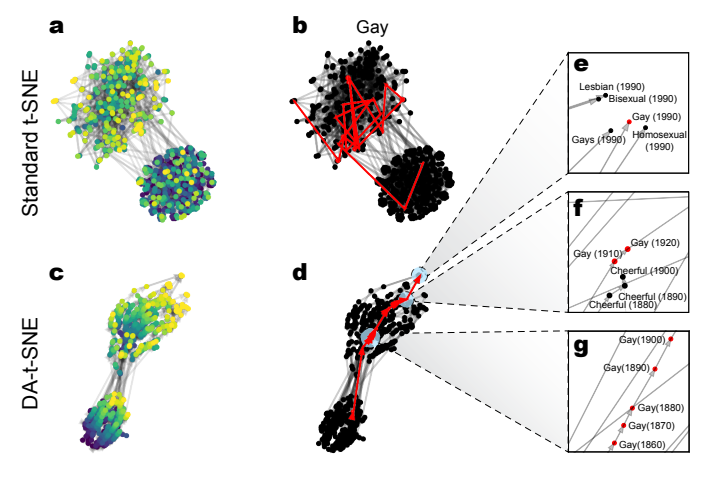 a
b
Gay
Standard t-SNE
e
Lesbian (1990)
Bisexual (1990)
Gay (1990)
Gays (1990)
Homosexual
(1990)
f
Gay (1920)
Gay (1910)
Cheerful (1900)
Cheerful (1890)
Cheerful (1880)
c
d
DA-t-SNE
g
Gay(1900)
Gay(1890)
Gay(1880)
Gay(1870)
Gay(1860)